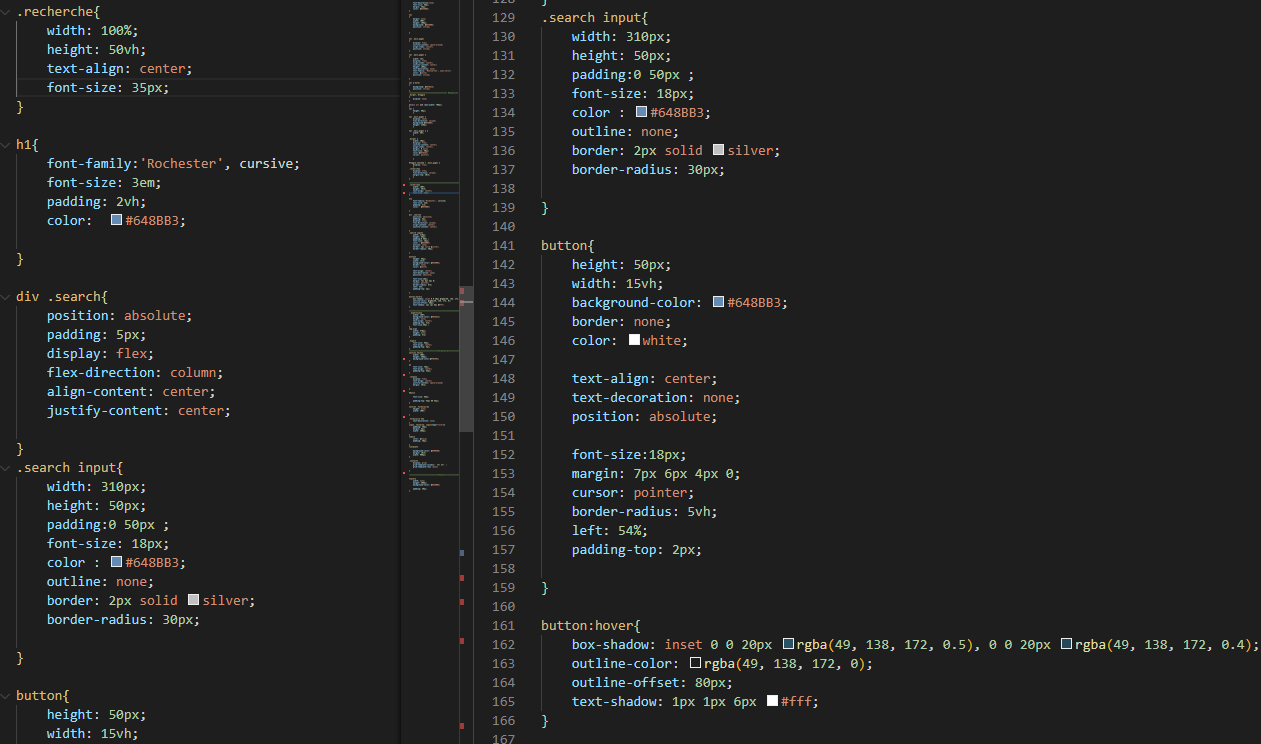 .recherche{
width: 100%;
height: 50vh;
text-align: center;
font-size: 35px;
}
h1{
font-family:'Rochester', cursive;
font-size: 3em;
padding: 2vh;
color: #648BB3;
}
div .search{
position: absolute;
padding: 5px;
display: flex;
flex-direction: column;
align-content: center;
justify-content: center;
}
.search input{
width: 310px;
height: 50px;
padding:0 50px ;
font-size: 18px;
color : #648BB3;
outline: none;
border: 2px solid silver;
border-radius: 30px;
}
button{
height: 50px;
width: 15vh;
128 }
129 .search input{
130 width: 310px;
131 height: 50px;
132 padding:0 50px ;
133 font-size: 18px;
134 color : #648BB3;
135 outline: none;
136 border: 2px solid silver;
137 border-radius: 30px;
138
139 }
140
141 button{
142 height: 50px;
143 width: 15vh;
144 background-color: #648BB3;
145 border: none;
146 color: white;
147
148 text-align: center;
149 text-decoration: none;
150 position: absolute;
151
152 font-size:18px;
153 margin: 7px 6px 4px 0;
154 cursor: pointer;
155 border-radius: 5vh;
156 left: 54%;
157 padding-top: 2px;
158
159 }
160
161 button:hover{
162 box-shadow: inset 0 0 20px rgba(49, 138, 172, 0.5), 0 0 20px rgba(49, 138, 172, 0.4);
163 outline-color: rgba(49, 138, 172, 0);
164 outline-offset: 80px;
165 text-shadow: 1px 1px 6px #fff;
166 }
167